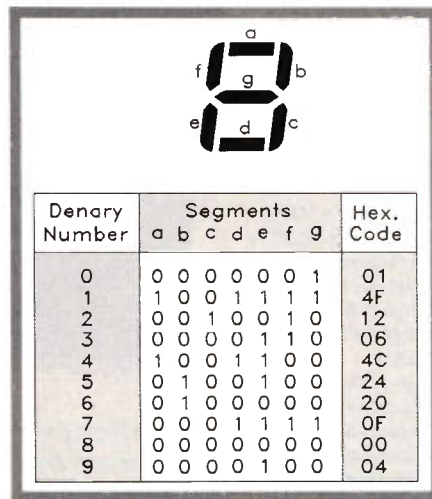 a
f b
g
e c
d
Denary Number Segments Hex. Code
a b c d e f g
0 0 0 0 0 0 0 1 01
1 1 0 0 1 1 1 1 4F
2 0 0 1 0 0 1 0 12
3 0 0 0 0 1 1 0 06
4 1 0 0 1 1 0 0 4C
5 0 1 0 0 1 0 0 24
6 0 1 0 0 0 0 0 20
7 0 0 0 1 1 1 1 0F
8 0 0 0 0 0 0 0 00
9 0 0 0 0 1 0 0 04